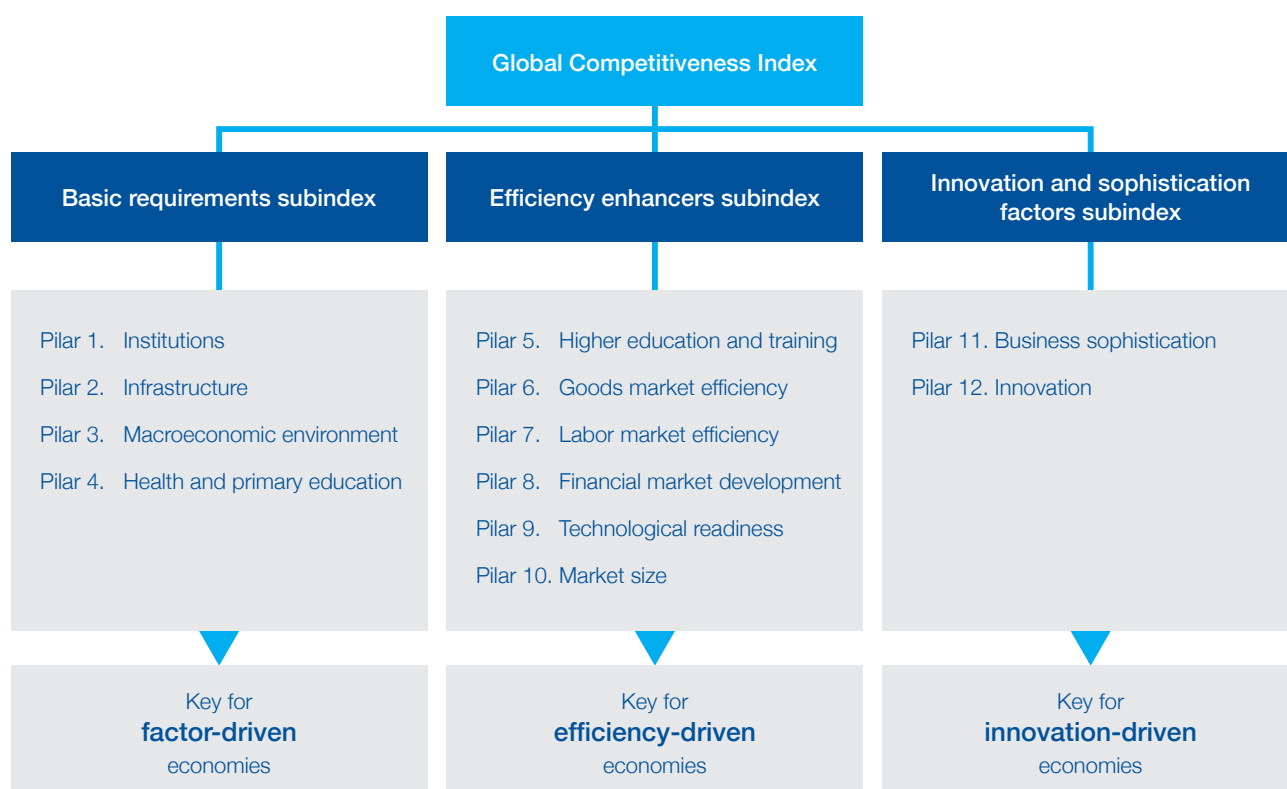 Global Competitiveness Index
Basic requirements subindex
Efficiency enhancers subindex
Innovation and sophistication
factors subindex
Pilar 1. Institutions
Pilar 2. Infrastructure
Pilar 3. Macroeconomic environment
Pilar 4. Health and primary education
Pilar 5. Higher education and training
Pilar 6. Goods market efficiency
Pilar 7. Labor market efficiency
Pilar 8. Financial market development
Pilar 9. Technological readiness
Pilar 10. Market size
Pilar 11. Business sophistication
Pilar 12. Innovation
Key for
factor-driven
economies
Key for
efficiency-driven
economies
Key for
innovation-driven
economies